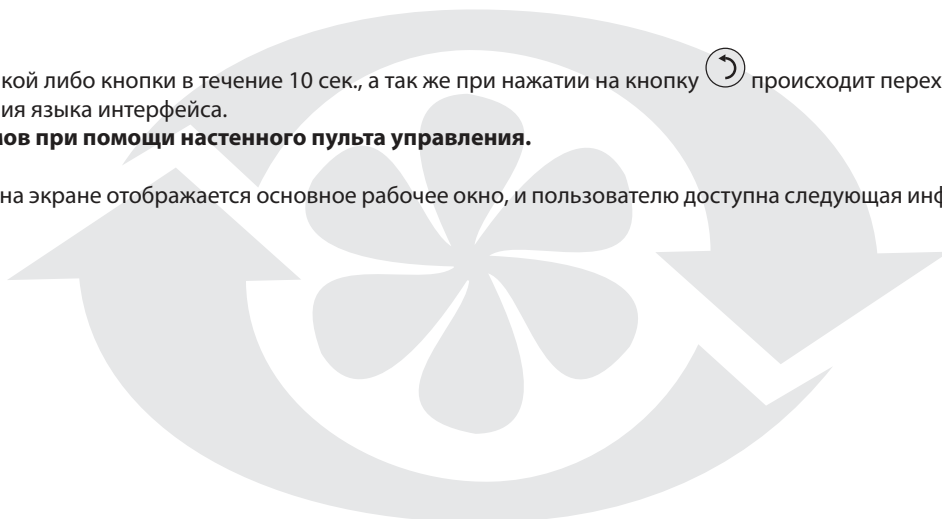 кой либо кнопки в течение 10 сек., а так же при нажатии на кнопку происходит перех
ия языка интерфейса.
мов при помощи настенного пульта управления.
на экране отображается основное рабочее окно, и пользователю доступна следующая инф